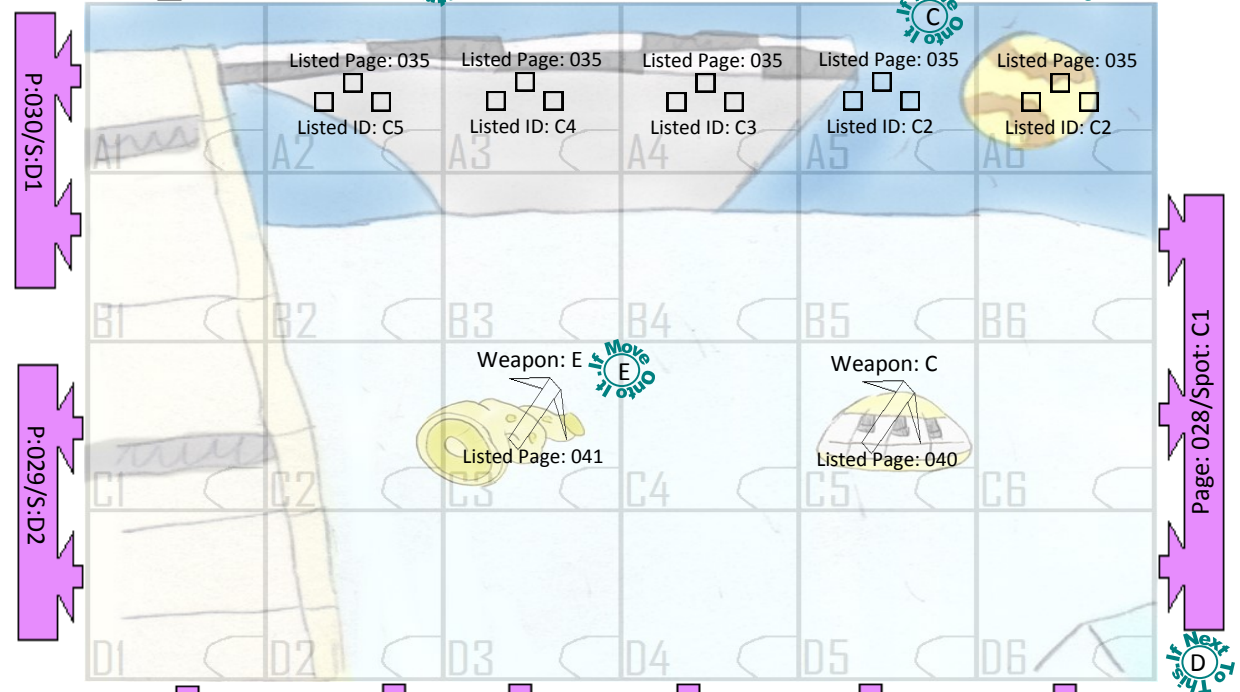 If Move Onto It.
C
P:030/S:D1
Listed Page: 035
Listed ID: C5
Listed Page: 035
Listed ID: C4
Listed Page: 035
Listed ID: C3
Listed Page: 035
Listed ID: C2
Listed Page: 035
Listed ID: C2
A1
A2
A3
A4
A5
A6
B1
B2
B3
B4
B5
B6
Page: 028/Spot: C1
P:029/S:D2
Weapon: E
If Move Onto It.
E
Listed Page: 041
Weapon: C
Listed Page: 040
C1
C2
C3
C4
C5
C6
D1
D2
D3
D4
D5
D6
If Next To This.
D